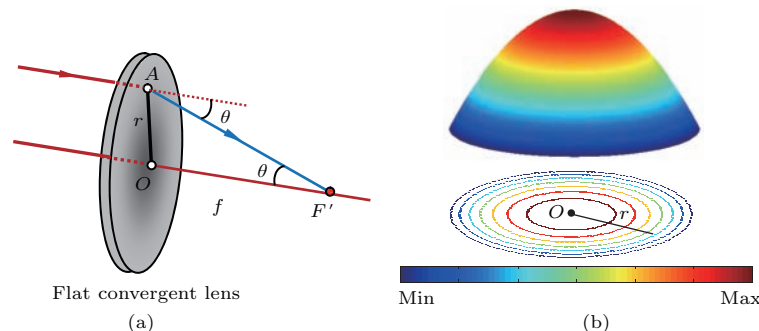 A
r
θ
θ
O
f
F′
Flat convergent lens
(a)
O
r
Min
Max
(b)